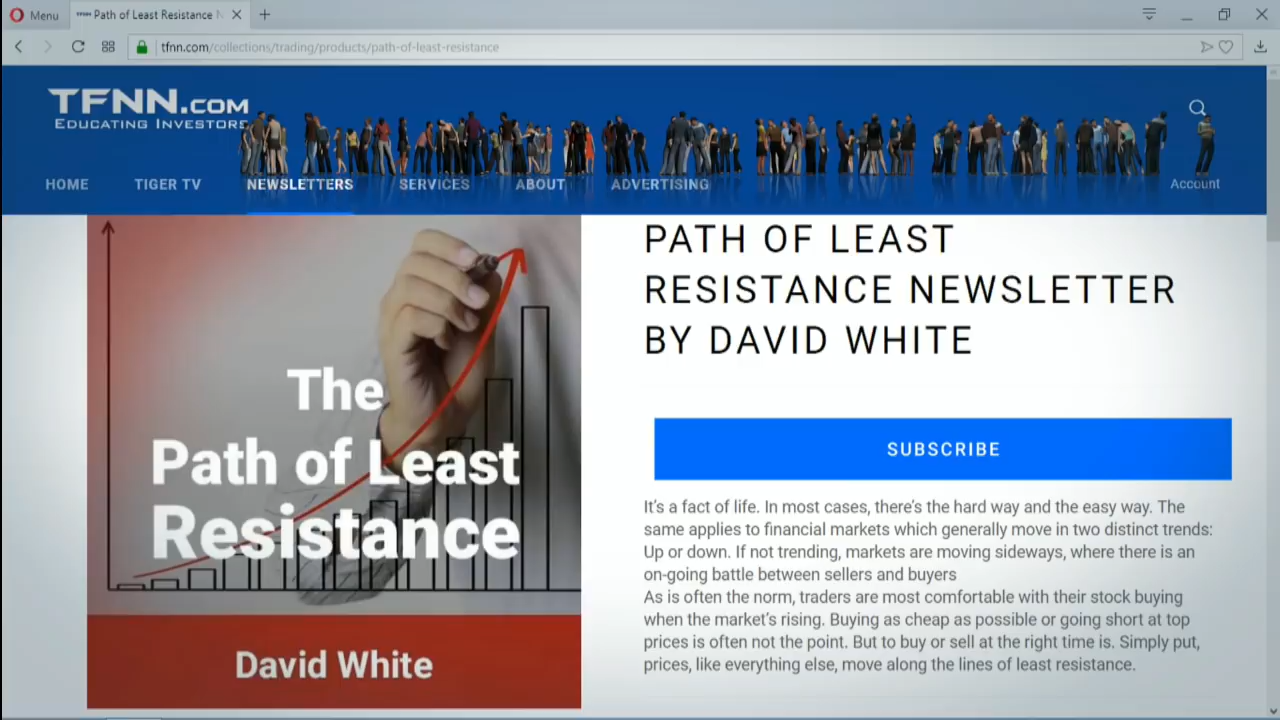 Menu
Path of Least Resistance N
tfnn.com/collections/trading/products/path-of-least-resistance
TFNN.COM
EDUCATING INVESTORS
HOME
TIGER TV
NEWSLETTERS
SERVICES
ABOUT
ADVERTISING
Account
The
Path of Least
Resistance
David White
PATH OF LEAST
RESISTANCE NEWSLETTER
BY DAVID WHITE
SUBSCRIBE
It's a fact of life. In most cases, there's the hard way and the easy way. The
same applies to financial markets which generally move in two distinct trends:
Up or down. If not trending, markets are moving sideways, where there is an
on-going battle between sellers and buyers
As is often the norm, traders are most comfortable with their stock buying
when the market's rising. Buying as cheap as possible or going short at top
prices is often not the point. But to buy or sell at the right time is. Simply put,
prices, like everything else, move along the lines of least resistance.